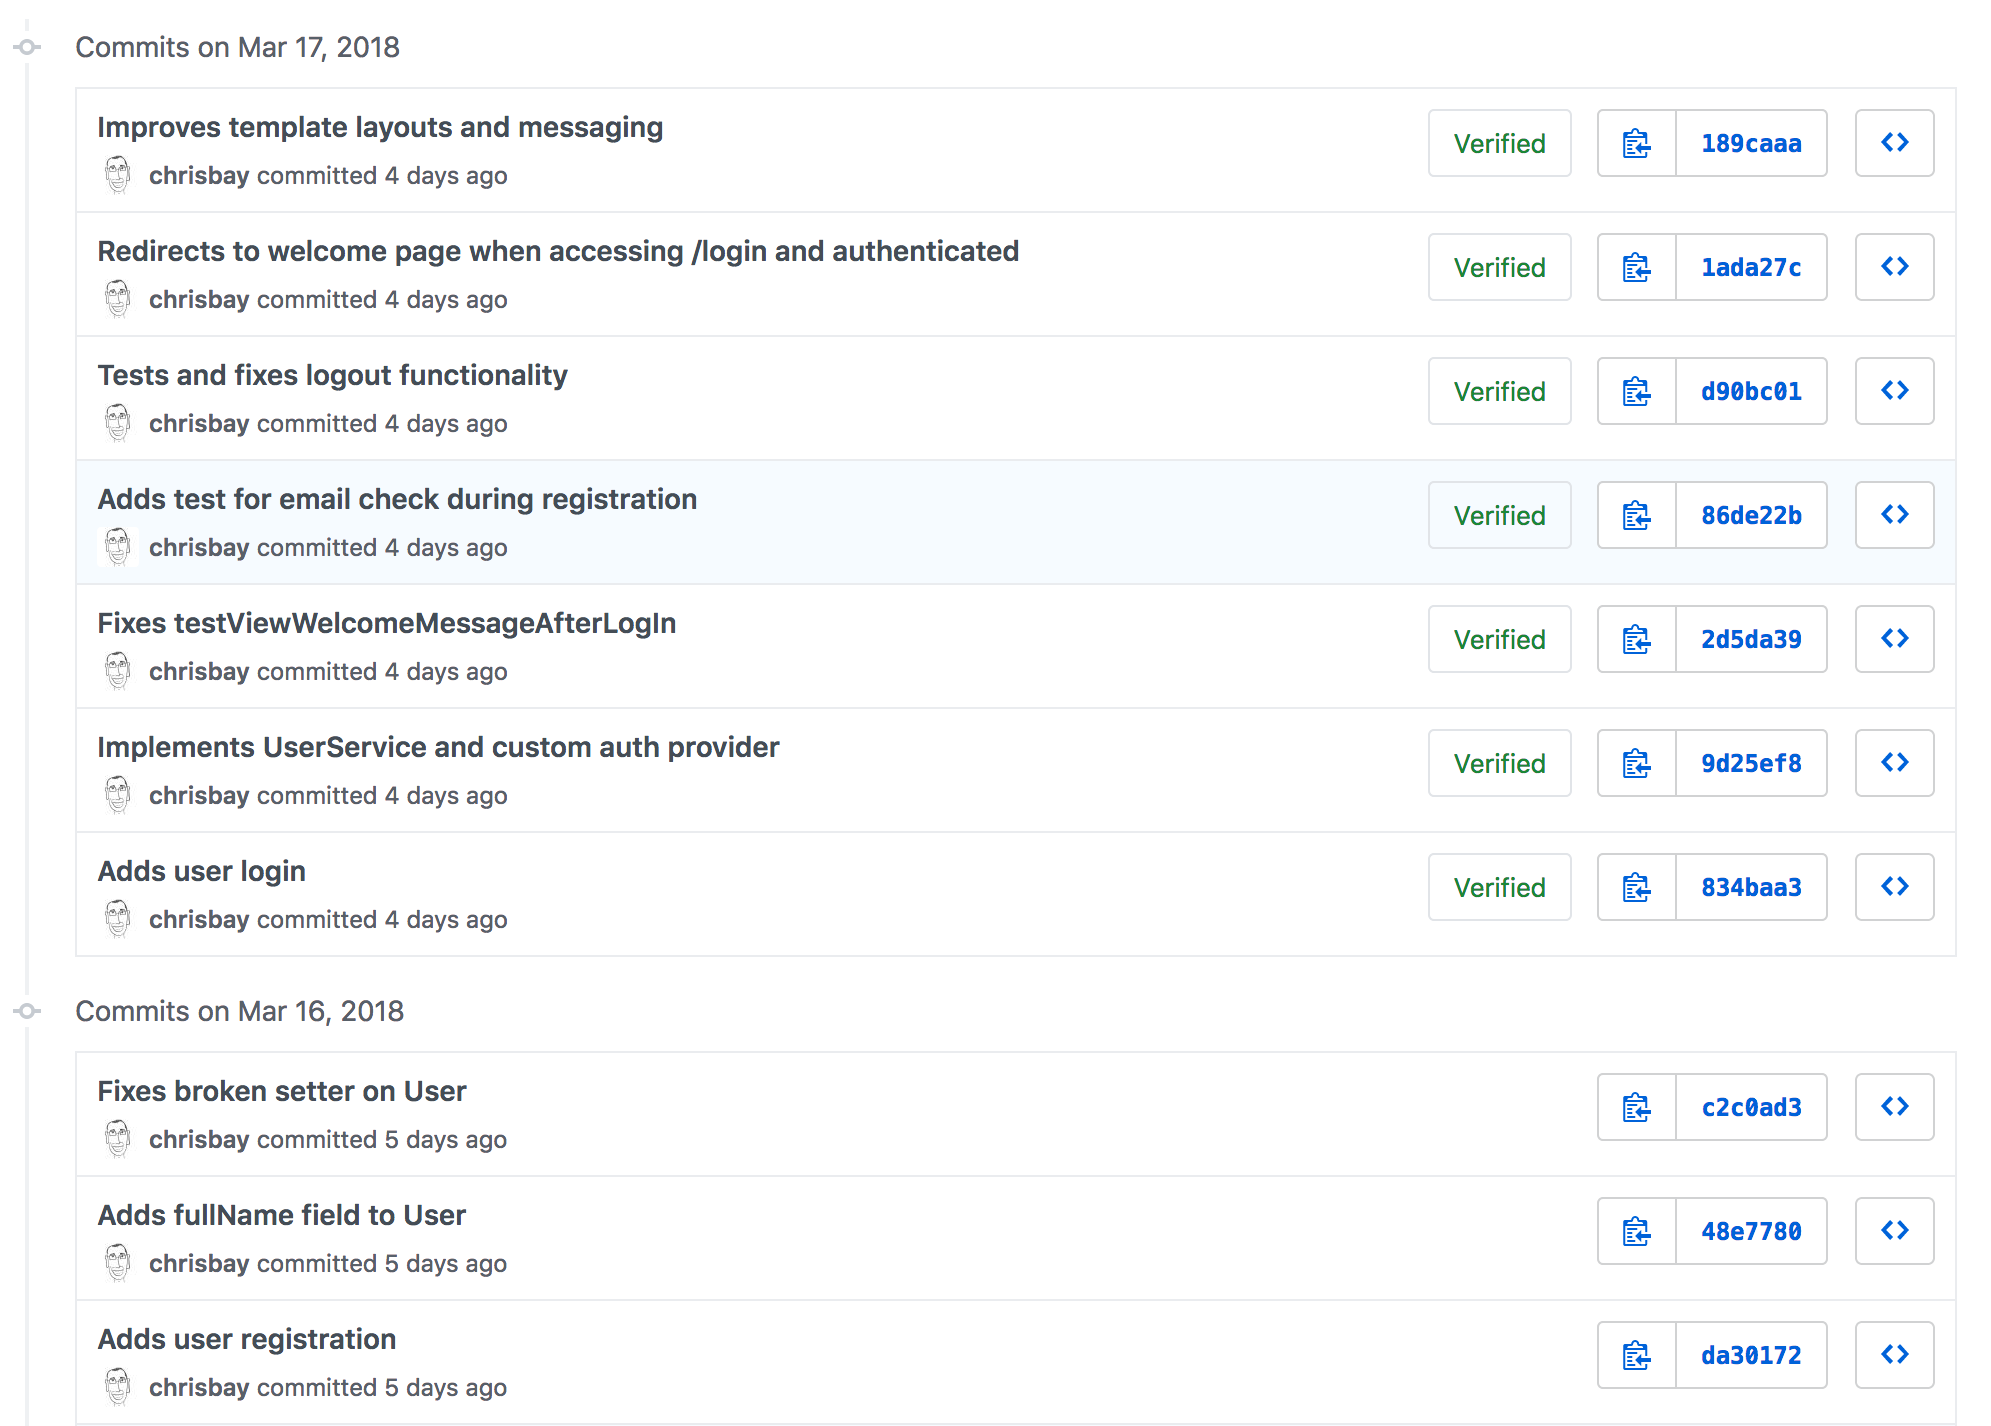 Commits on Mar 17, 2018
Improves template layouts and messaging
Verified
189caaa
chrisbay committed 4 days ago
Redirects to welcome page when accessing /login and authenticated
Verified
1ada27c
chrisbay committed 4 days ago
Tests and fixes logout functionality
Verified
d90bc01
chrisbay committed 4 days ago
Adds test for email check during registration
Verified
86de22b
chrisbay committed 4 days ago
Fixes testViewWelcomeMessageAfterLogIn
Verified
2d5da39
chrisbay committed 4 days ago
Implements UserService and custom auth provider
Verified
9d25ef8
chrisbay committed 4 days ago
Adds user login
Verified
834baa3
chrisbay committed 4 days ago
Commits on Mar 16, 2018
Fixes broken setter on User
c2c0ad3
chrisbay committed 5 days ago
Adds fullName field to User
48e7780
chrisbay committed 5 days ago
Adds user registration
da30172
chrisbay committed 5 days ago